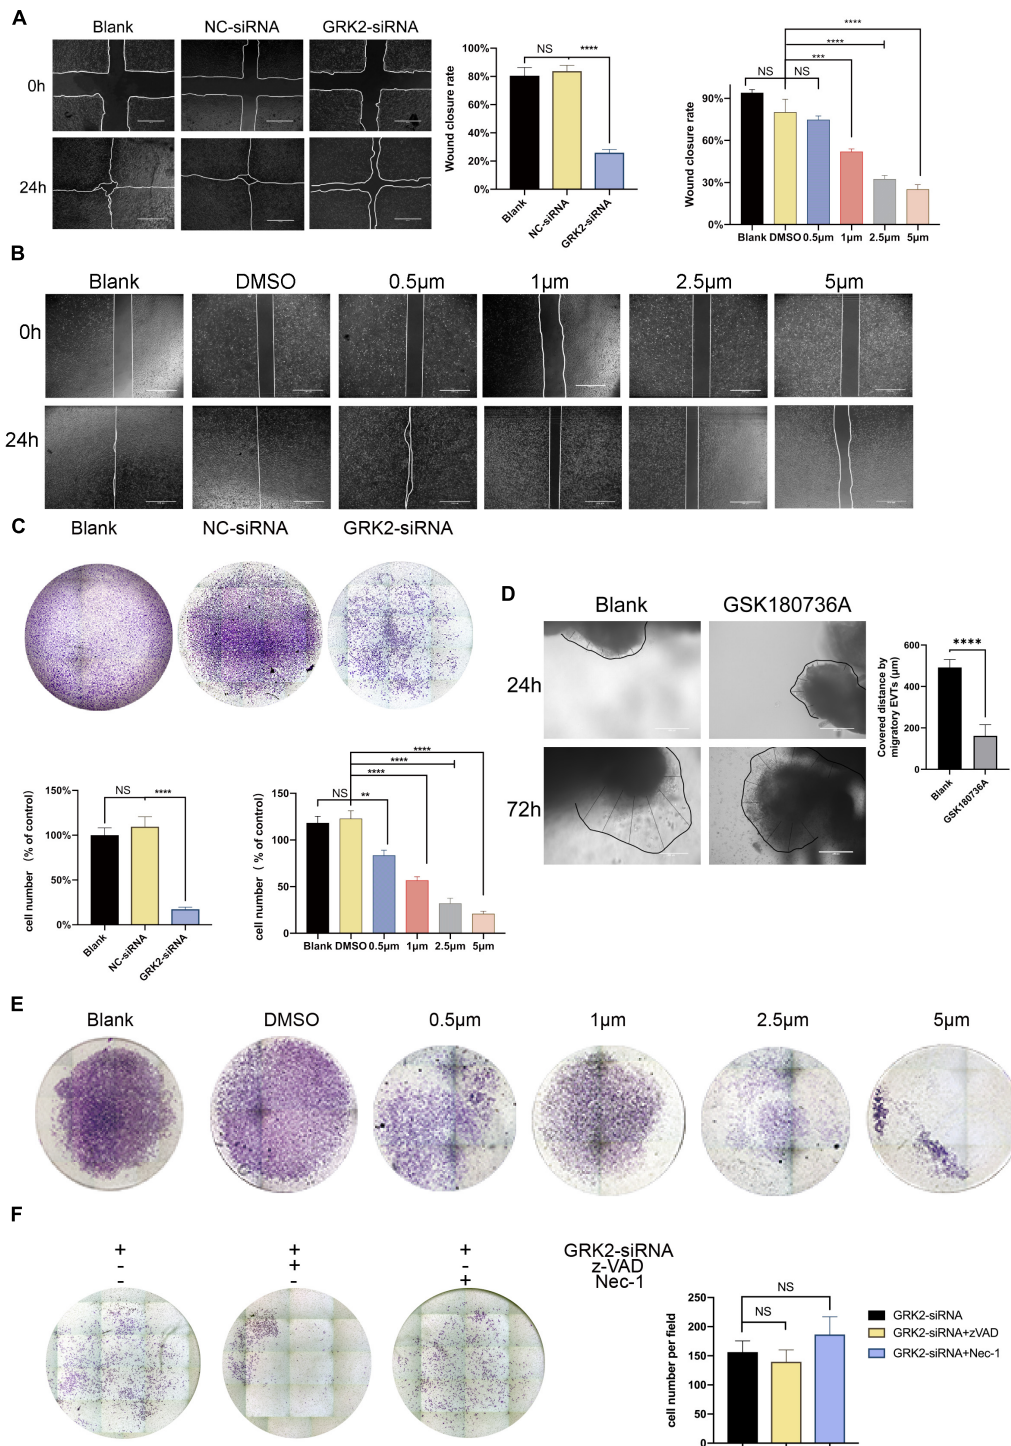 A
Blank NC-siRNA GRK2-siRNA
0h
24h
Wound closure rate
100%
80%
60%
40%
20%
0%
NS ****
Blank NC-siRNA GRK2-siRNA
Wound closure rate
90%
60%
30%
0%
****
****
***
NS NS
Blank DMSO 0.5μm 1μm 2.5μm 5μm
B
Blank DMSO 0.5μm 1μm 2.5μm 5μm
0h
24h
C
Blank NC-siRNA GRK2-siRNA
cell number (% of control)
150%
100%
50%
0%
NS ****
Blank NC-siRNA GRK2-siRNA
cell number (% of control)
150
100
50
0
****
****
****
NS **
Blank DMSO 0.5μm 1μm 2.5μm 5μm
D
Blank GSK180736A
24h
72h
Covered distance by
migratory EVTs (μm)
600
400
200
0
****
Blank GSK180736A
E
Blank DMSO 0.5μm 1μm 2.5μm 5μm
F
+ + + GRK2-siRNA
- + - z-VAD
- - + Nec-1
cell number per field
250
200
150
100
50
0
NS
NS
GRK2-siRNA
GRK2-siRNA+zVAD
GRK2-siRNA+Nec-1